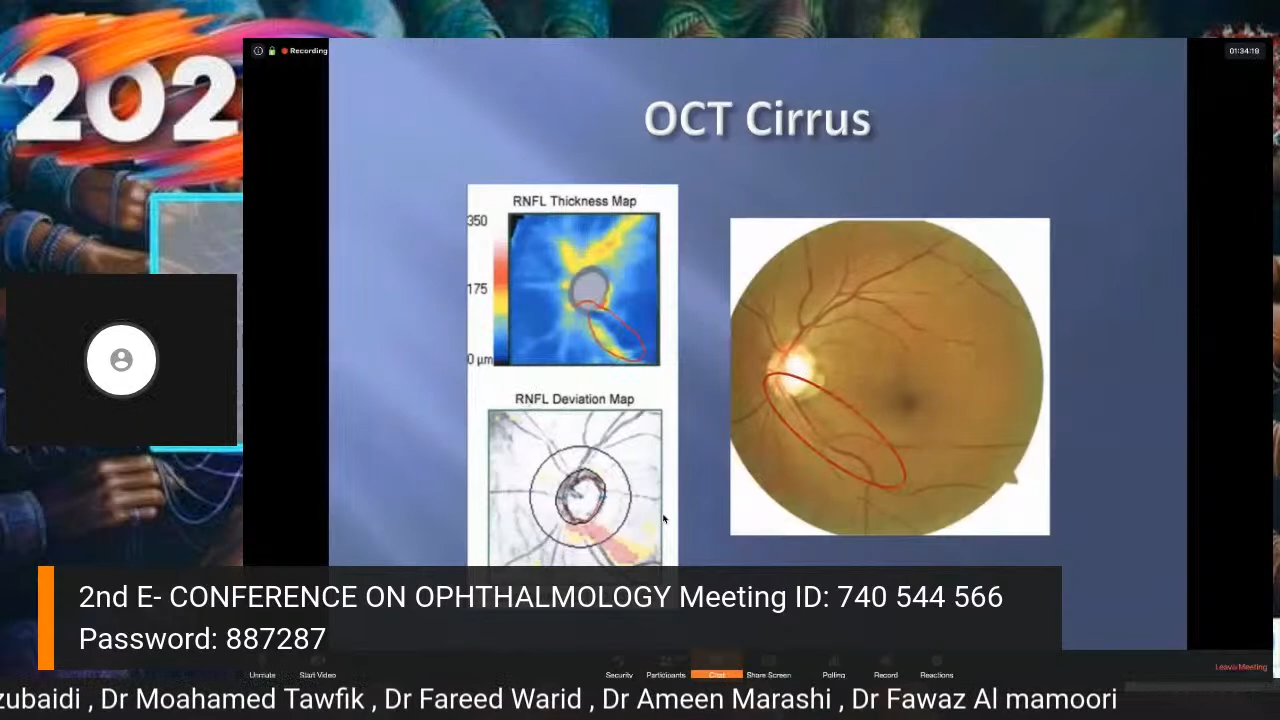 202
Recording
01:34:19
OCT Cirrus
RNFL Thickness Map
350
175
0 μm
RNFL Deviation Map
2nd E- CONFERENCE ON OPHTHALMOLOGY Meeting ID: 740 544 566
Password: 887287
Unmute Start Video Security Participants Chat Share Screen Polling Record Reactions Leave Meeting
zubaidi , Dr Moahamed Tawfik , Dr Fareed Warid , Dr Ameen Marashi , Dr Fawaz Al mamoori